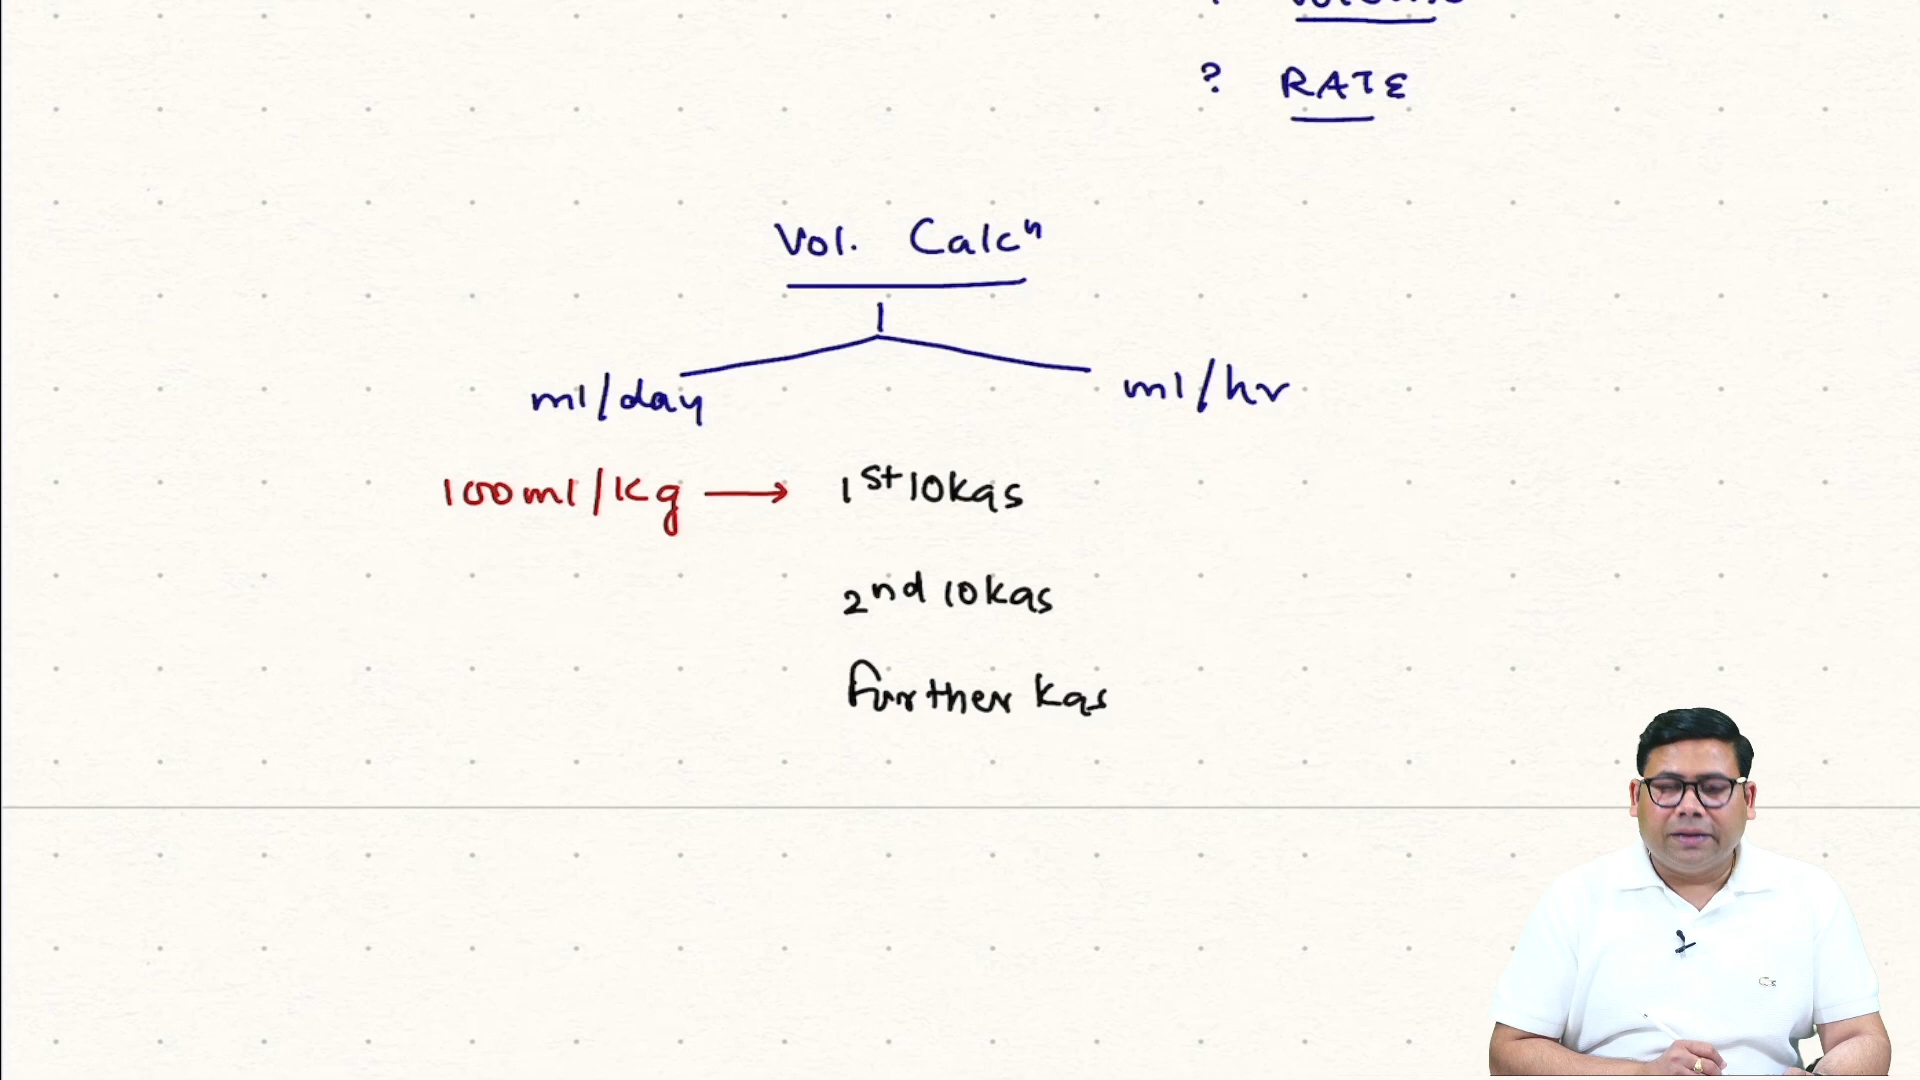 ? RATE
Vol. Calcⁿ
ml/day ml/hr
100ml/kg → 1st 10kgs
2nd 10kgs
further kgs